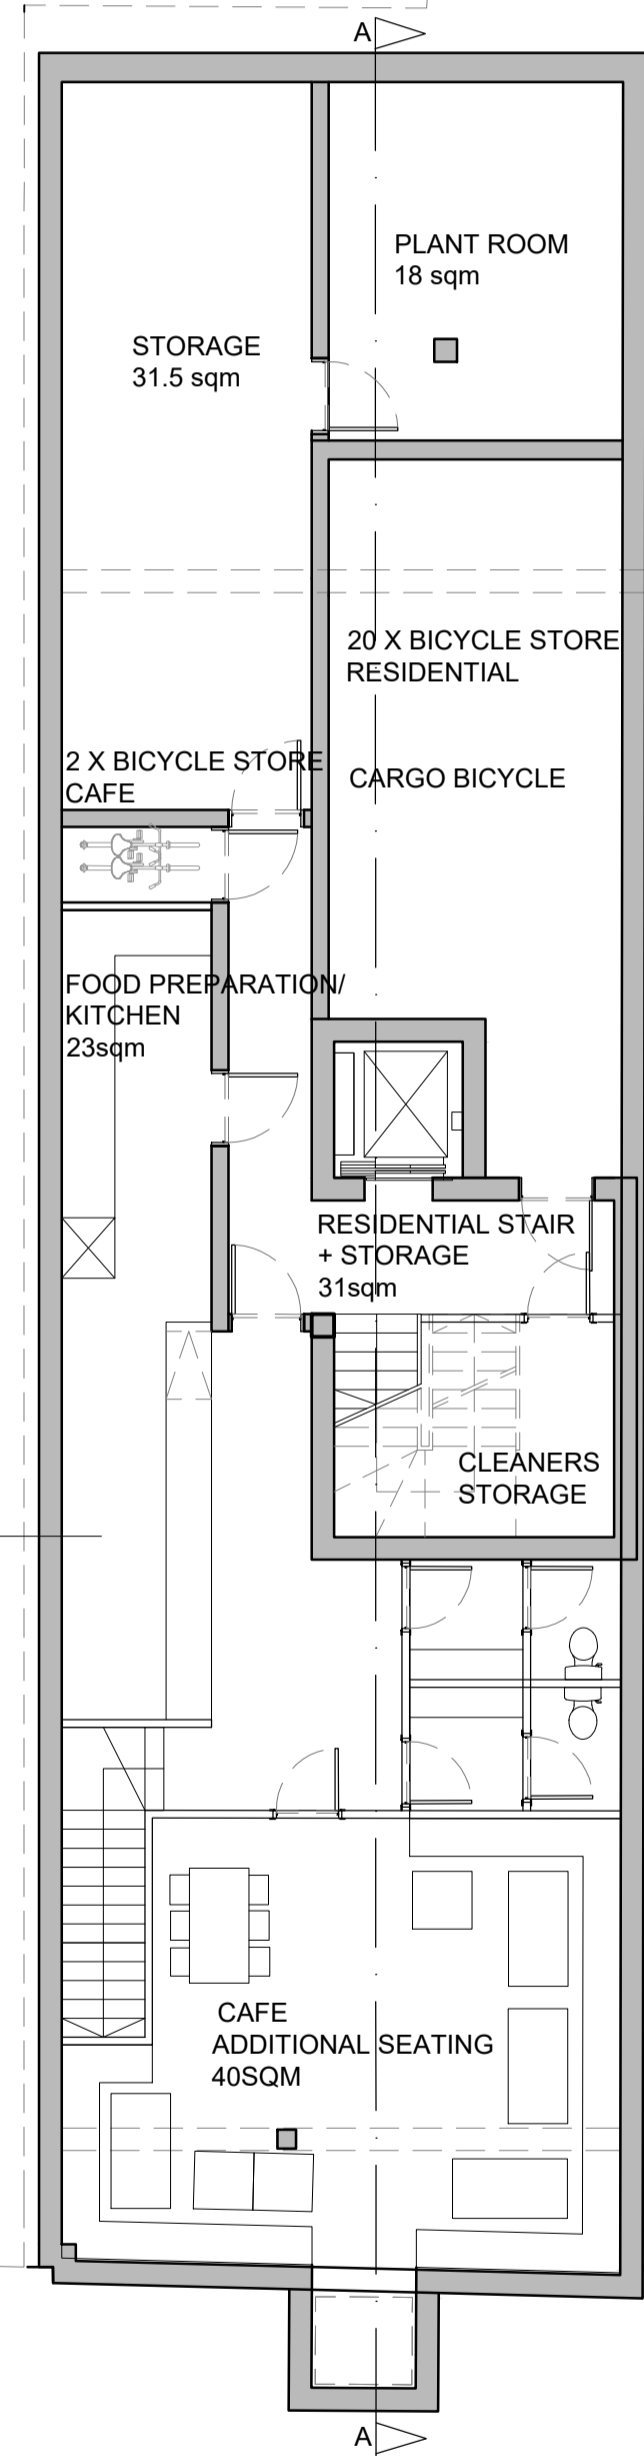 A
PLANT ROOM
18 sqm
STORAGE
31.5 sqm
20 X BICYCLE STORE
RESIDENTIAL
2 X BICYCLE STORE
CAFE
CARGO BICYCLE
FOOD PREPARATION/
KITCHEN
23sqm
RESIDENTIAL STAIR
+ STORAGE
31sqm
CLEANERS
STORAGE
CAFE
ADDITIONAL SEATING
40SQM
A